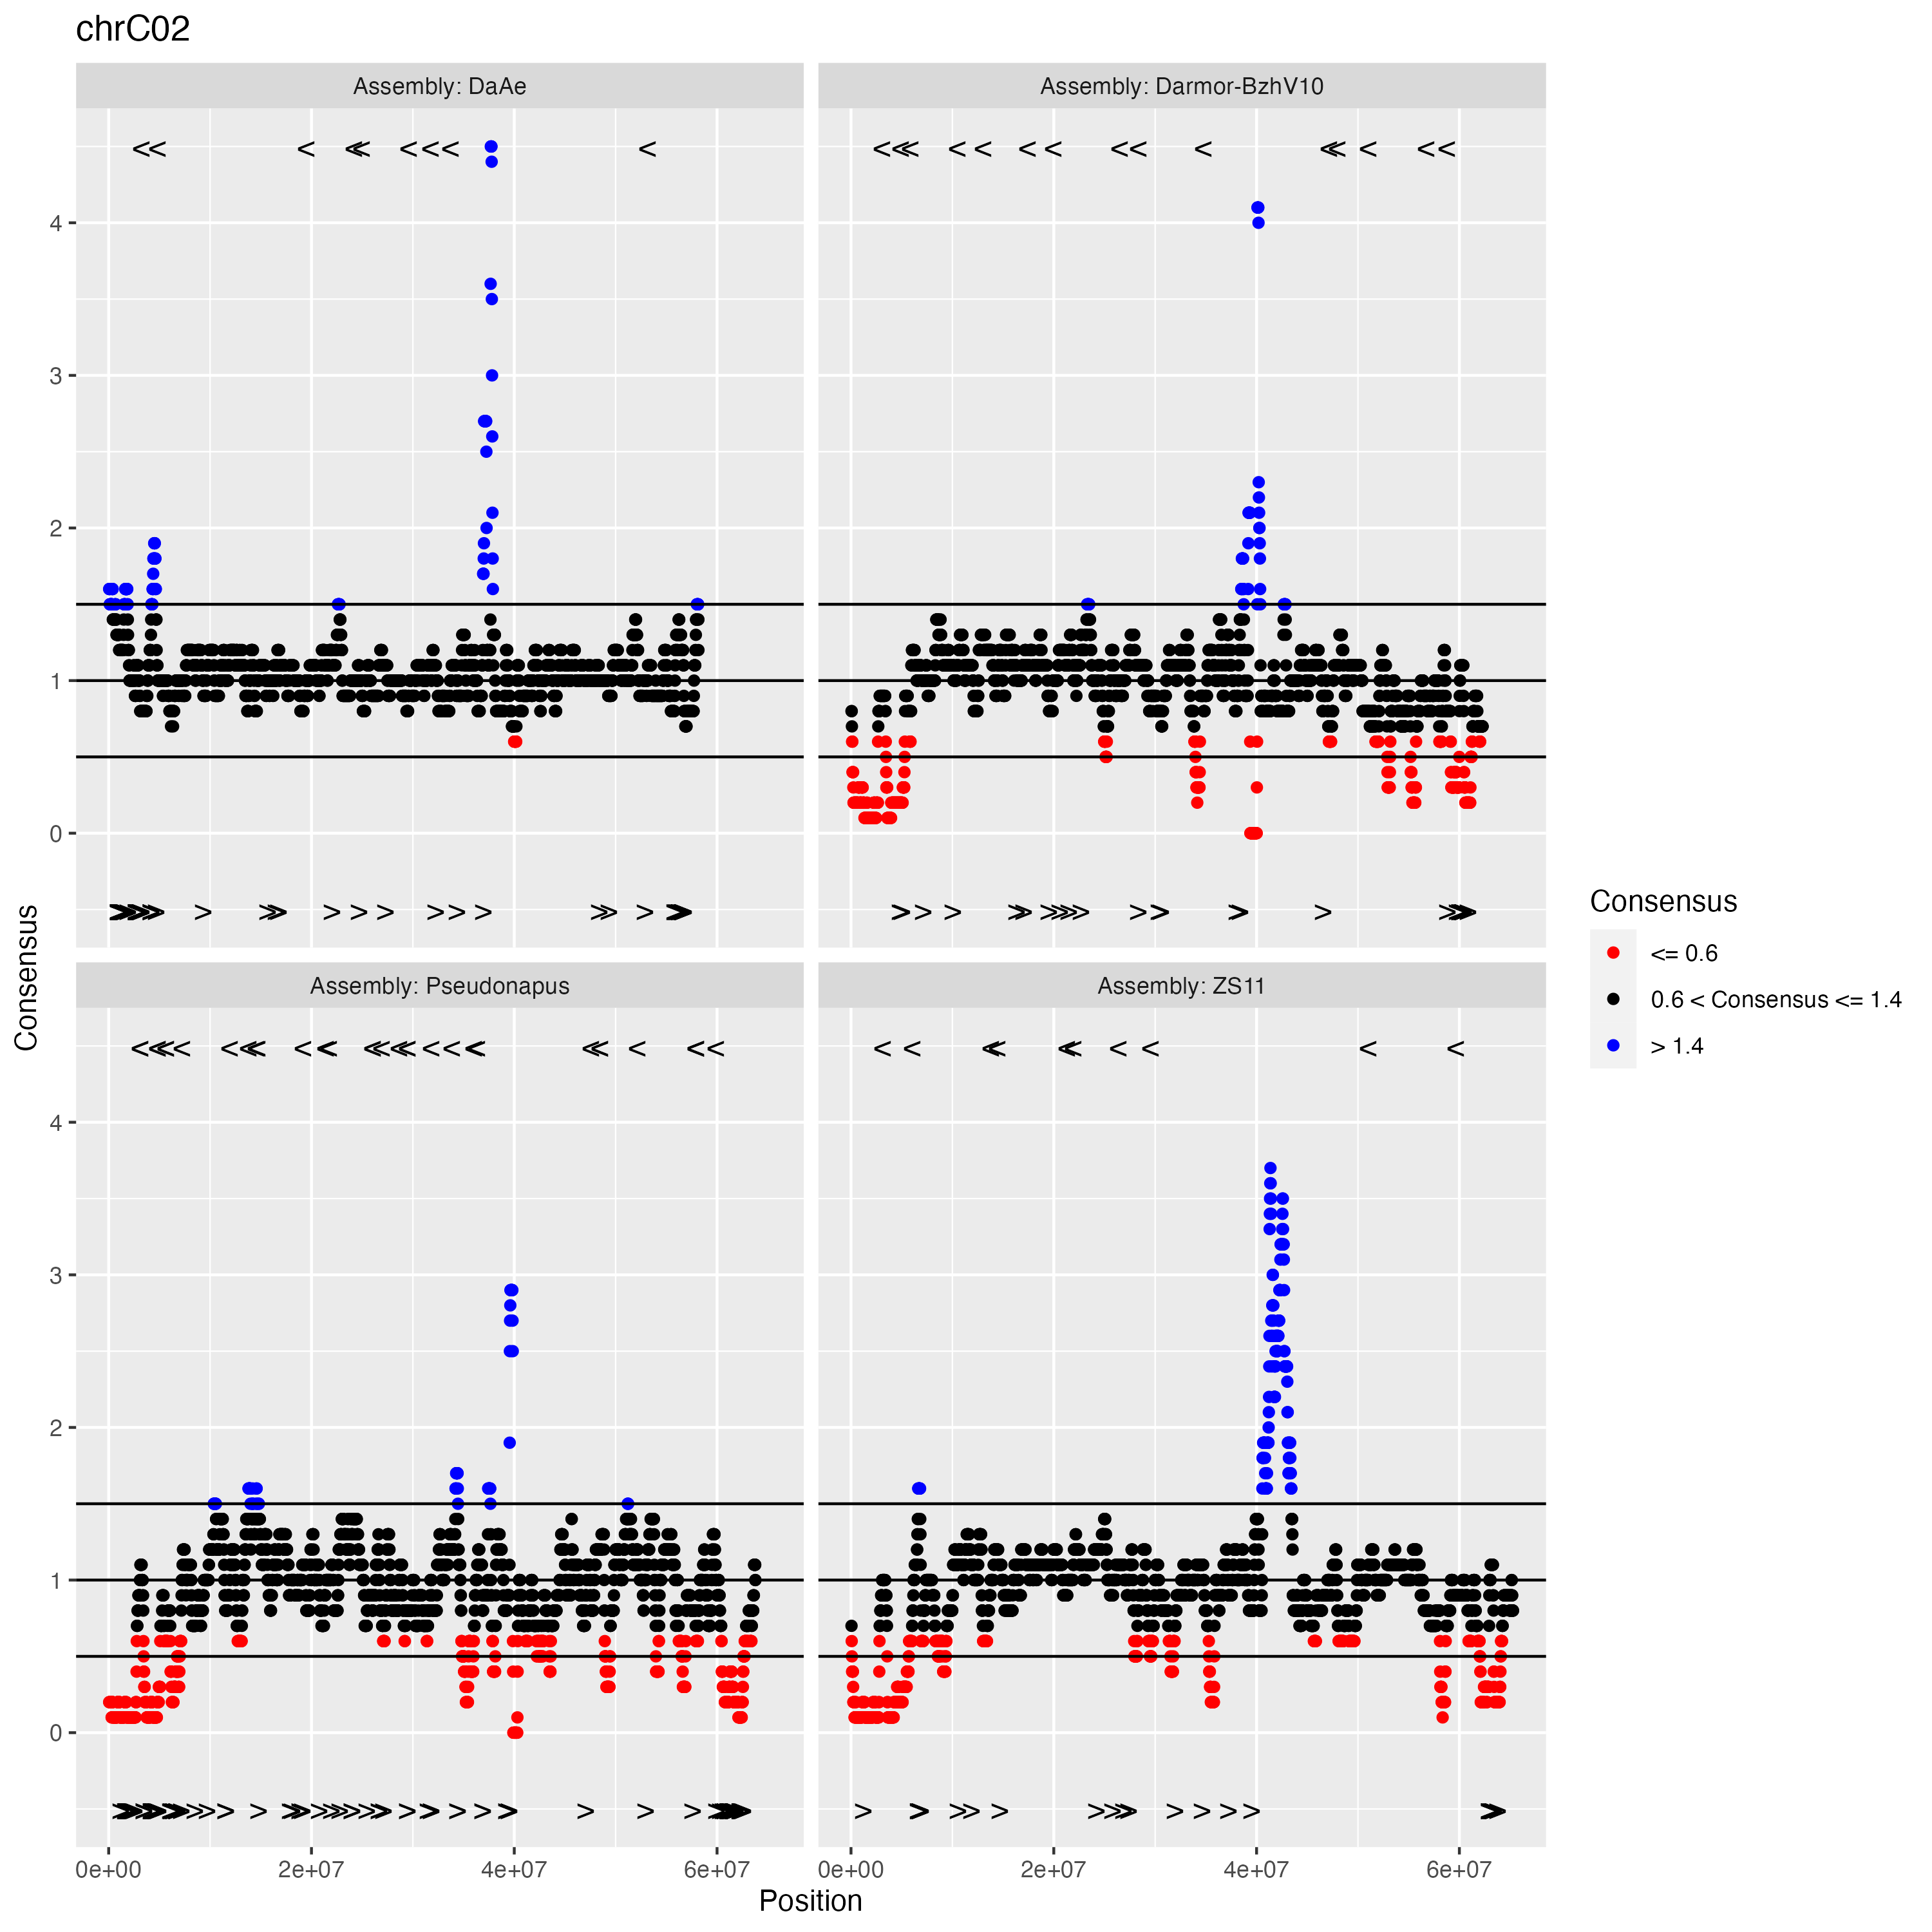 chrC02
Assembly: DaAe
Assembly: Darmor-BzhV10
4
3
2
1
0
Consensus
Assembly: Pseudonapus
Assembly: ZS11
4
3
2
1
0
0e+00
2e+07
4e+07
6e+07
0e+00
2e+07
4e+07
6e+07
Position
Consensus
<= 0.6
0.6 < Consensus <= 1.4
> 1.4